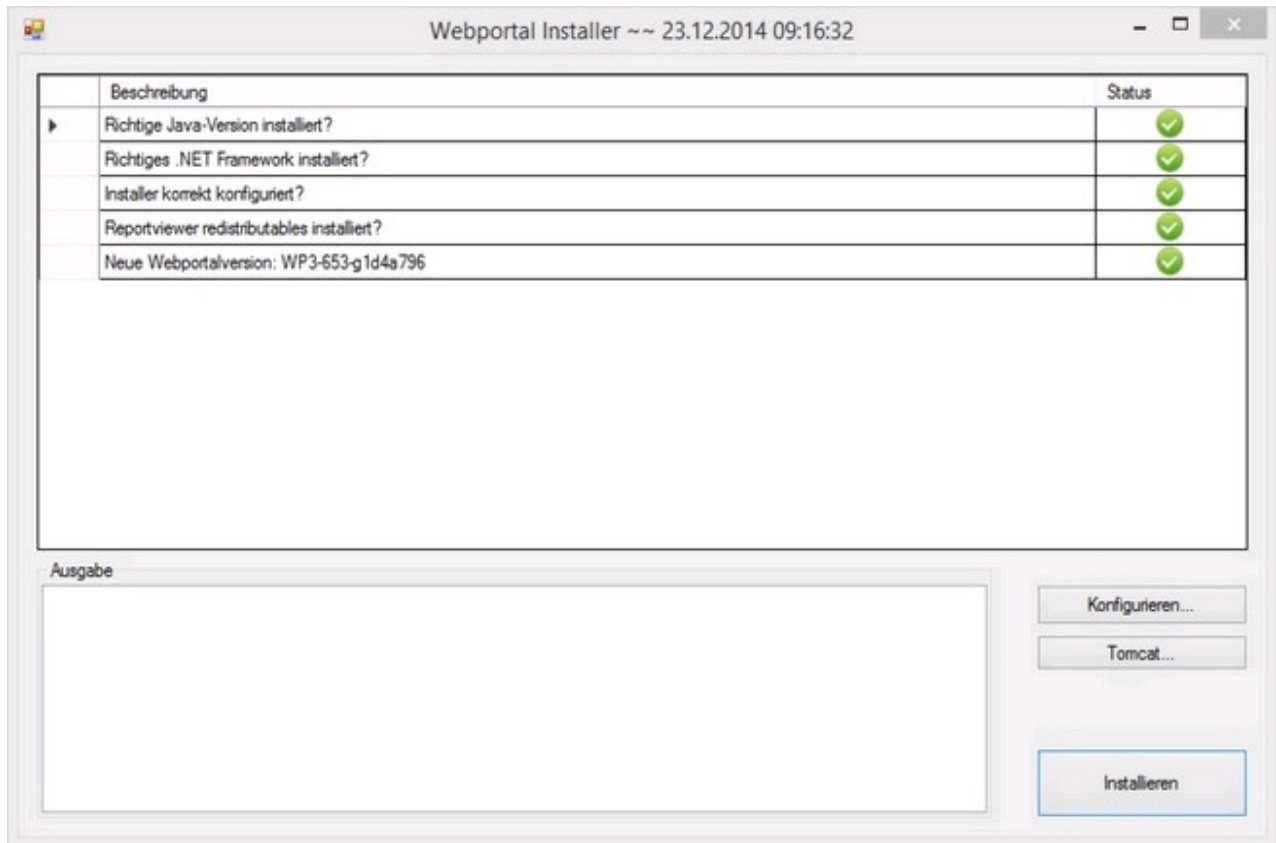 Webportal Installer ~~ 23.12.2014 09:16:32
Beschreibung Status
Richtige Java-Version installiert?
Richtiges .NET Framework installiert?
Installer korrekt konfiguriert?
Reportviewer redistributables installiert?
Neue Webportalversion: WP3-653-g1d4a796
Ausgabe
Konfigurieren...
Tomcat...
Installieren